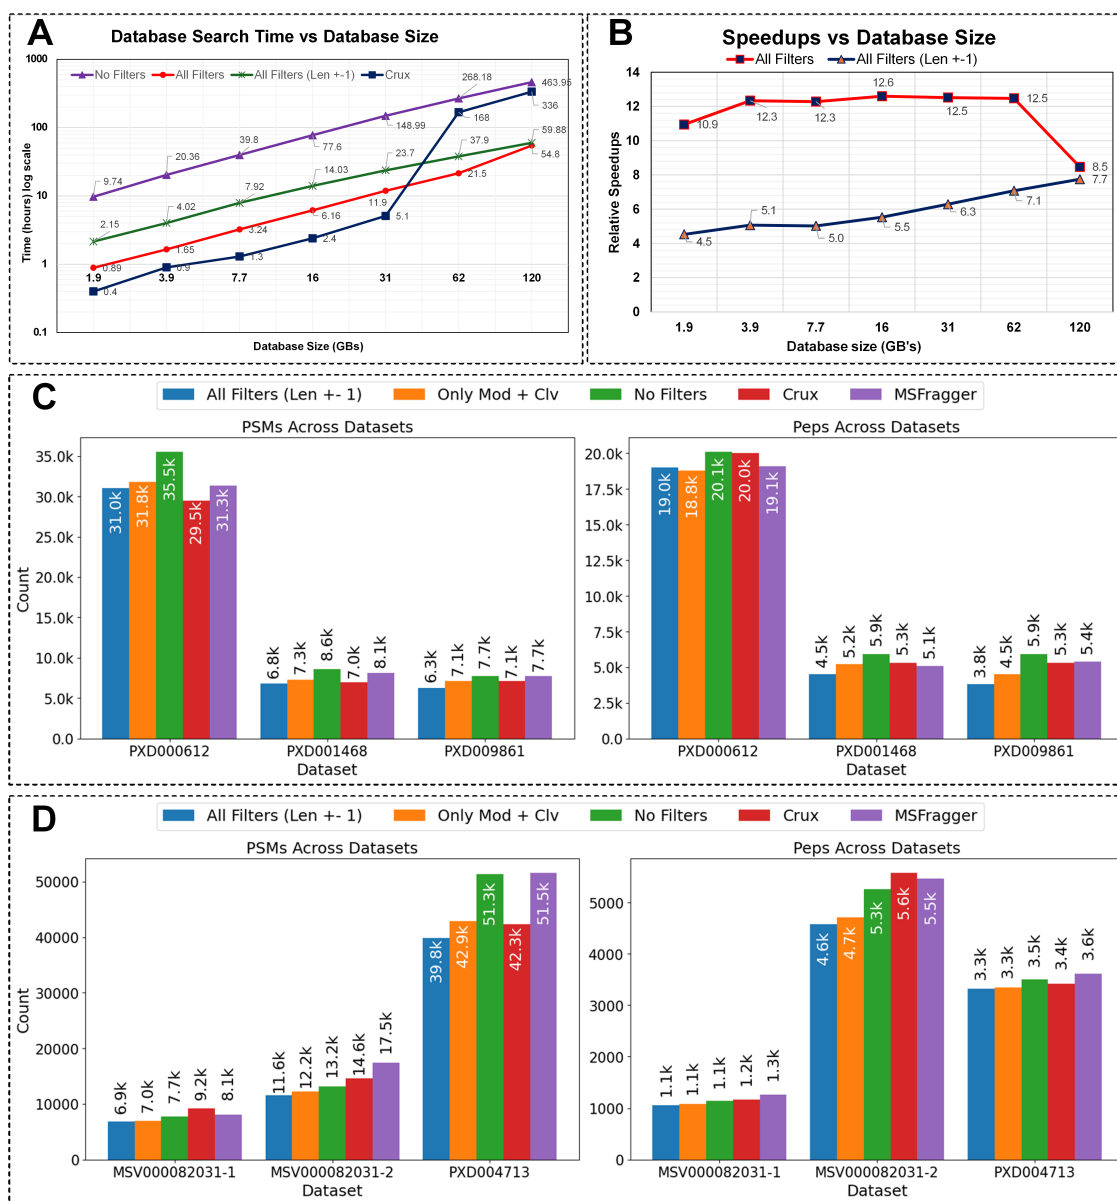 A
Database Search Time vs Database Size
No Filters All Filters All Filters (Len +-1) Crux
Time (hours) log scale
1000
100
10
1
0.1
9.74 20.36 39.8 77.6 148.99 268.18 463.95
2.15 4.02 7.92 14.03 23.7 37.9 59.88
0.89 1.65 3.24 6.16 11.9 21.5 54.8
0.4 0.9 1.3 2.4 5.1 168 336
1.9 3.9 7.7 16 31 62 120
Database Size (GBs)
B
Speedups vs Database Size
All Filters All Filters (Len +-1)
Relative Speedups
14
12
10
8
6
4
2
0
10.9 12.3 12.3 12.6 12.5 12.5 8.5
4.5 5.1 5.0 5.5 6.3 7.1 7.7
1.9 3.9 7.7 16 31 62 120
Database size (GB's)
C
All Filters (Len +- 1) Only Mod + Clv No Filters Crux MSFragger
PSMs Across Datasets
Count
35.0k
30.0k
25.0k
20.0k
15.0k
10.0k
5.0k
0.0
31.0k 31.8k 35.5k 29.5k 31.3k
6.8k 7.3k 8.6k 7.0k 8.1k
6.3k 7.1k 7.7k 7.1k 7.7k
PXD000612 PXD001468 PXD009861
Dataset
Peps Across Datasets
20.0k
17.5k
15.0k
12.5k
10.0k
7.5k
5.0k
2.5k
0.0
19.0k 18.8k 20.1k 20.0k 19.1k
4.5k 5.2k 5.9k 5.3k 5.1k
3.8k 4.5k 5.9k 5.3k 5.4k
PXD000612 PXD001468 PXD009861
Dataset
D
All Filters (Len +- 1) Only Mod + Clv No Filters Crux MSFragger
PSMs Across Datasets
Count
50000
40000
30000
20000
10000
0
6.9k 7.0k 7.7k 9.2k 8.1k
11.6k 12.2k 13.2k 14.6k 17.5k
39.8k 42.9k 51.3k 42.3k 51.5k
MSV000082031-1 MSV000082031-2 PXD004713
Dataset
Peps Across Datasets
5000
4000
3000
2000
1000
0
1.1k 1.1k 1.1k 1.2k 1.3k
4.6k 4.7k 5.3k 5.6k 5.5k
3.3k 3.3k 3.5k 3.4k 3.6k
MSV000082031-1 MSV000082031-2 PXD004713
Dataset